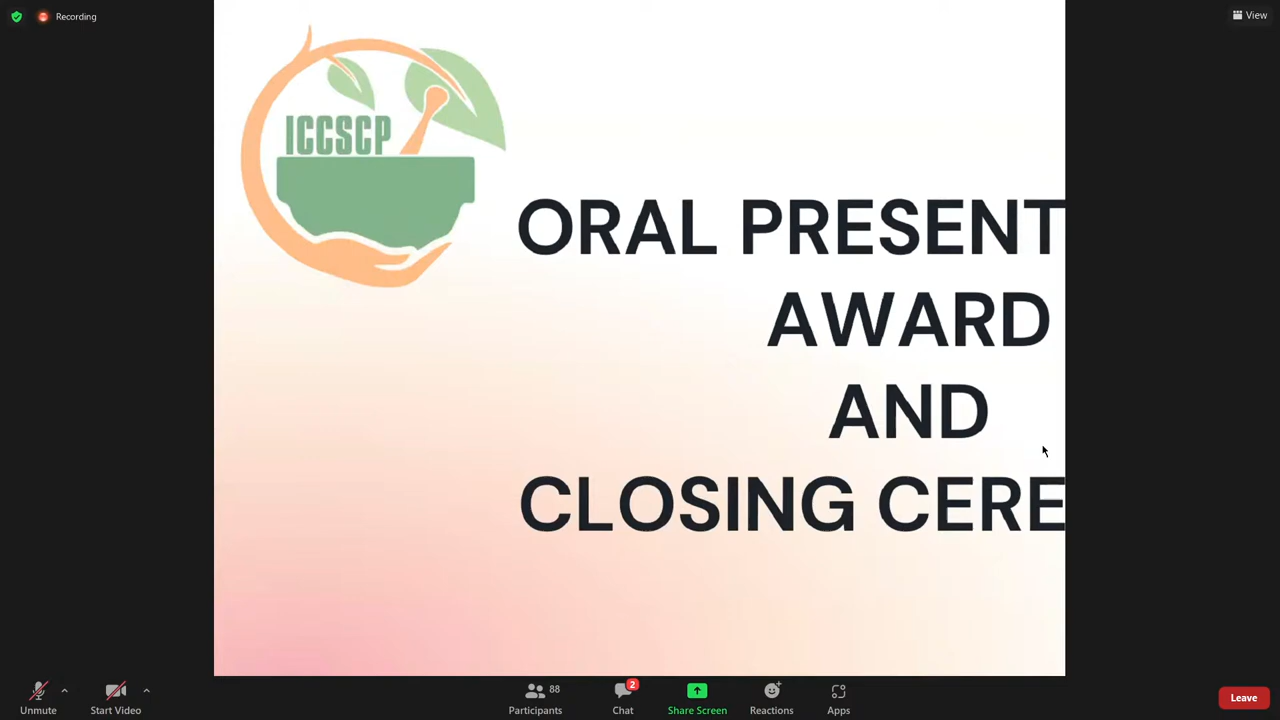 Recording
View
ICCSCP
ORAL PRESENT
AWARD
AND
CLOSING CERE
Unmute
Start Video
88
Participants
2
Chat
Share Screen
Reactions
Apps
Leave